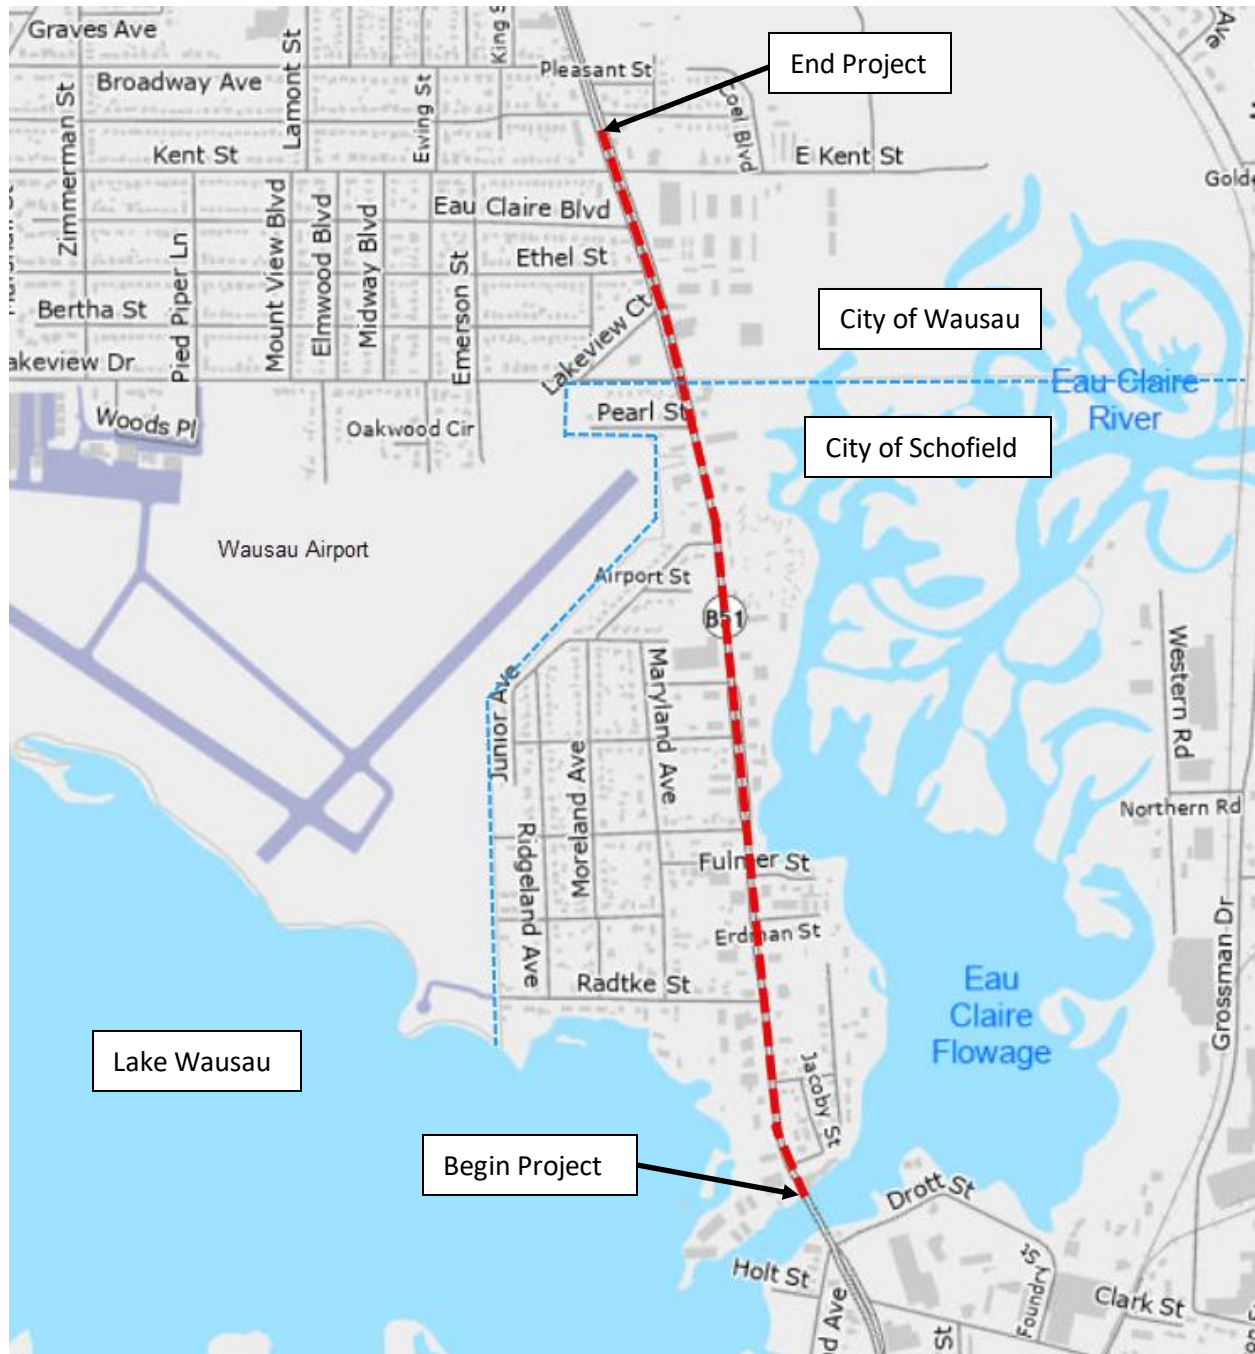 Graves Ave
King S
Ave
End Project
Pleasant St
Broadway Ave
Lamont St
Zimmerman St
Ewing St
Coel Blvd
Kent St
E Kent St
Golde
Eau Claire Blvd
Mount View Blvd
Elmwood Blvd
Midway Blvd
Ethel St
Emerson St
Pied Piper Ln
Bertha St
Lakeview Ct
City of Wausau
akeview Dr
Eau Claire
River
Woods Pl
Oakwood Cir
Pearl St
City of Schofield
Wausau Airport
Airport St
B51
Western Rd
Junior Ave
Maryland Ave
Moreland Ave
Northern Rd
Ridgeland Ave
Fulmer St
Erdman St
Grossman Dr
Radtke St
Eau
Claire
Flowage
Lake Wausau
Jacoby St
Begin Project
Drott St
Holt St
Foundry St
Clark St
d Ave
St